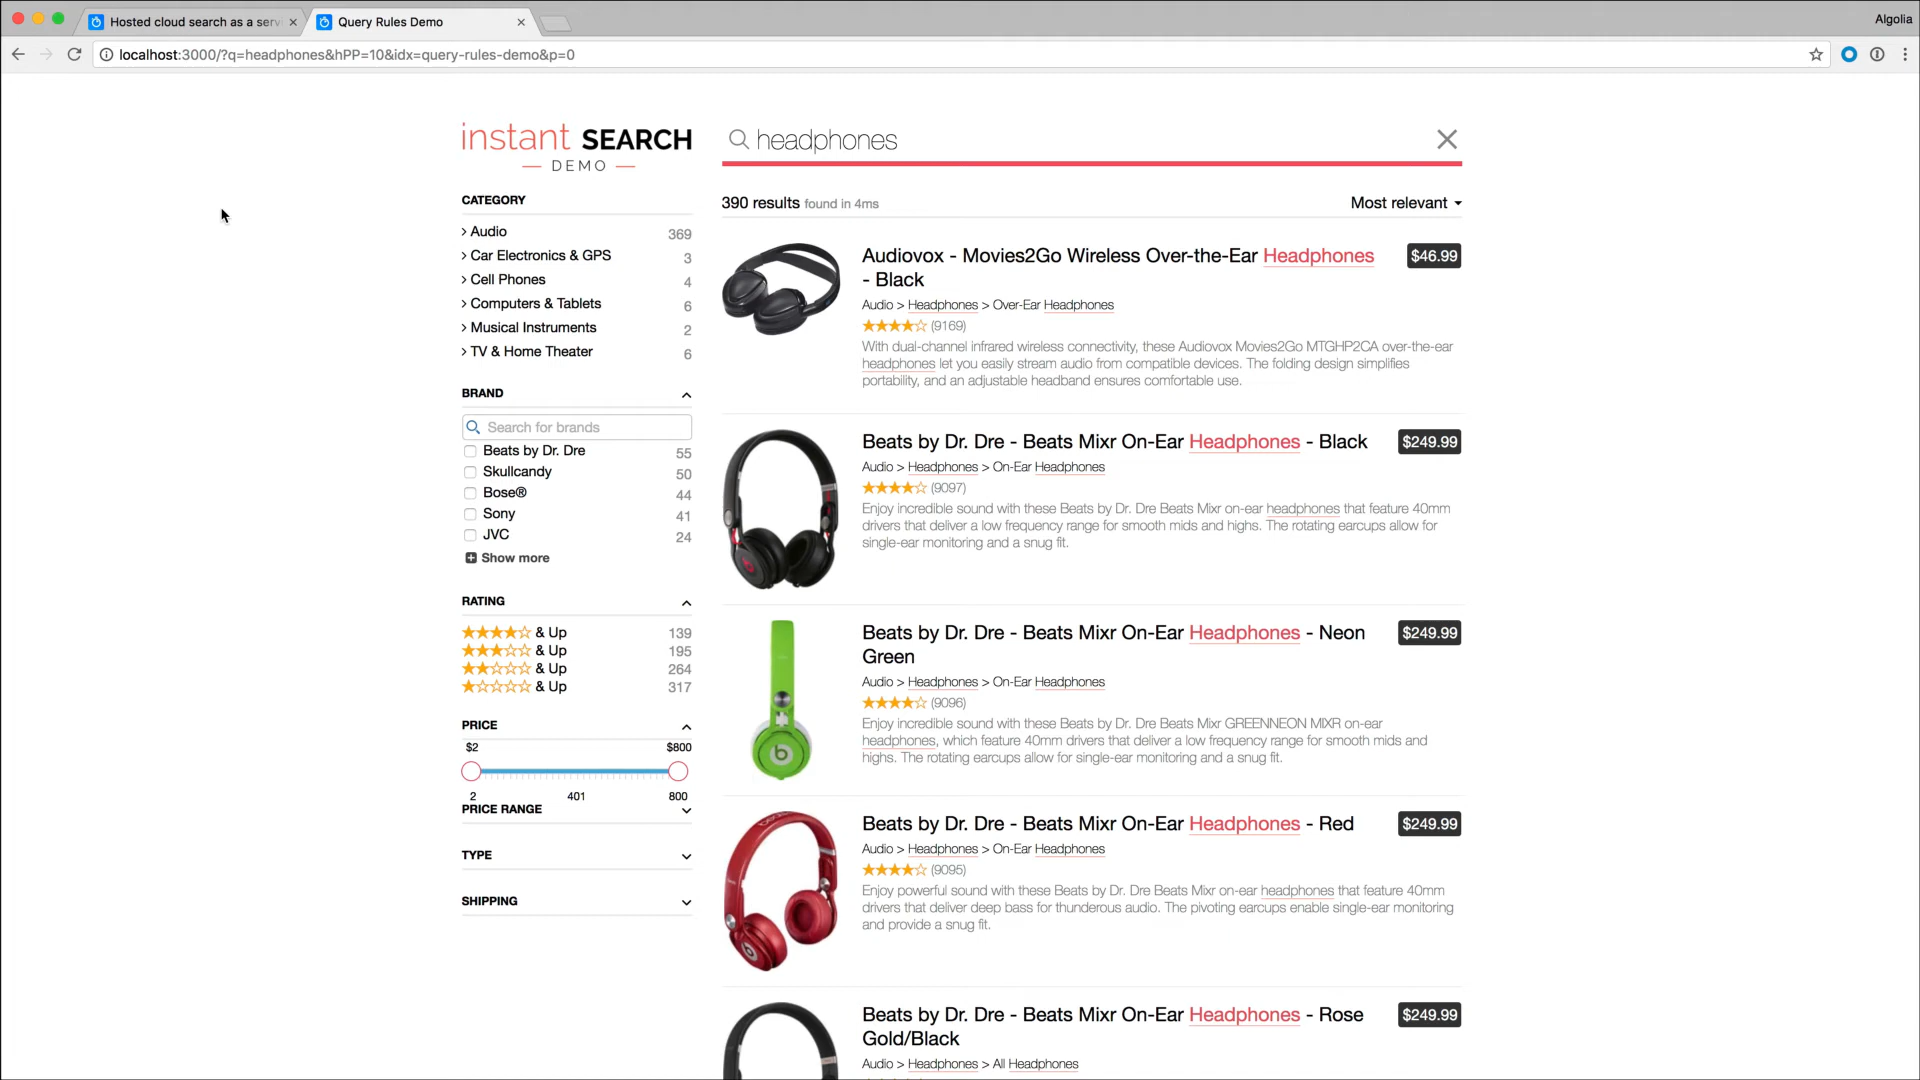 Hosted cloud search as a serv
Query Rules Demo
Algolia
localhost:3000/?q=headphones&hPP=10&idx=query-rules-demo&p=0
instant SEARCH
DEMO
headphones
CATEGORY
Audio 369
Car Electronics & GPS 3
Cell Phones 4
Computers & Tablets 6
Musical Instruments 2
TV & Home Theater 6
BRAND
Search for brands
Beats by Dr. Dre 55
Skullcandy 50
Bose® 44
Sony 41
JVC 24
Show more
RATING
& Up 139
& Up 195
& Up 264
& Up 317
PRICE
$2 $800
2 401 800
PRICE RANGE
TYPE
SHIPPING
390 results found in 4ms
Most relevant
Audiovox - Movies2Go Wireless Over-the-Ear Headphones
- Black
$46.99
Audio > Headphones > Over-Ear Headphones
(9169)
With dual-channel infrared wireless connectivity, these Audiovox Movies2Go MTGHP2CA over-the-ear
headphones let you easily stream audio from compatible devices. The folding design simplifies
portability, and an adjustable headband ensures comfortable use.
Beats by Dr. Dre - Beats Mixr On-Ear Headphones - Black
$249.99
Audio > Headphones > On-Ear Headphones
(9097)
Enjoy incredible sound with these Beats by Dr. Dre Beats Mixr on-ear headphones that feature 40mm
drivers that deliver a low frequency range for smooth mids and highs. The rotating earcups allow for
single-ear monitoring and a snug fit.
Beats by Dr. Dre - Beats Mixr On-Ear Headphones - Neon
Green
$249.99
Audio > Headphones > On-Ear Headphones
(9096)
Enjoy incredible sound with these Beats by Dr. Dre Beats Mixr GREENNEON MIXR on-ear
headphones, which feature 40mm drivers that deliver a low frequency range for smooth mids and
highs. The rotating earcups allow for single-ear monitoring and a snug fit.
Beats by Dr. Dre - Beats Mixr On-Ear Headphones - Red
$249.99
Audio > Headphones > On-Ear Headphones
(9095)
Enjoy powerful sound with these Beats by Dr. Dre Beats Mixr on-ear headphones that feature 40mm
drivers that deliver deep bass for thunderous audio. The pivoting earcups enable single-ear monitoring
and provide a snug fit.
Beats by Dr. Dre - Beats Mixr On-Ear Headphones - Rose
Gold/Black
$249.99
Audio > Headphones > All Headphones